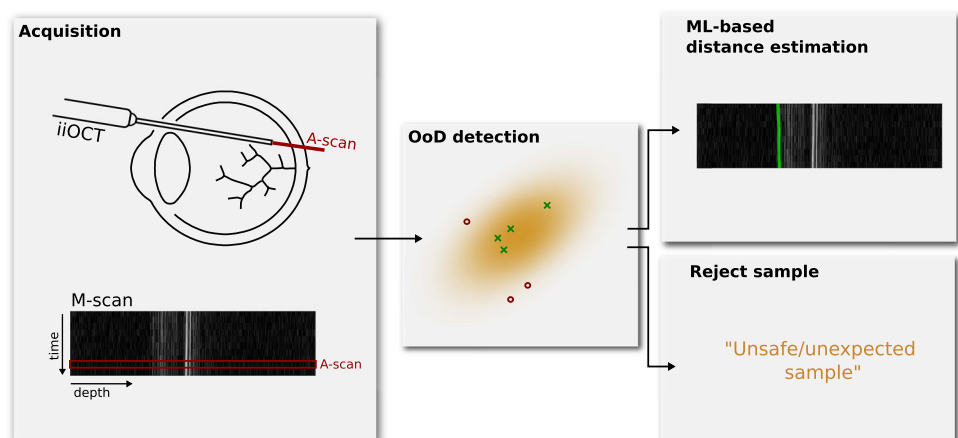 Acquisition
iiOCT
A-scan
M-scan
time
A-scan
depth
OoD detection
ML-based
distance estimation
Reject sample
"Unsafe/unexpected
sample"